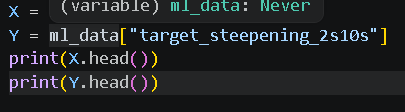 (variable) ml_data: Never
X =
Y = ml_data["target_steepening_2s10s"]
print(X.head())
print(Y.head())